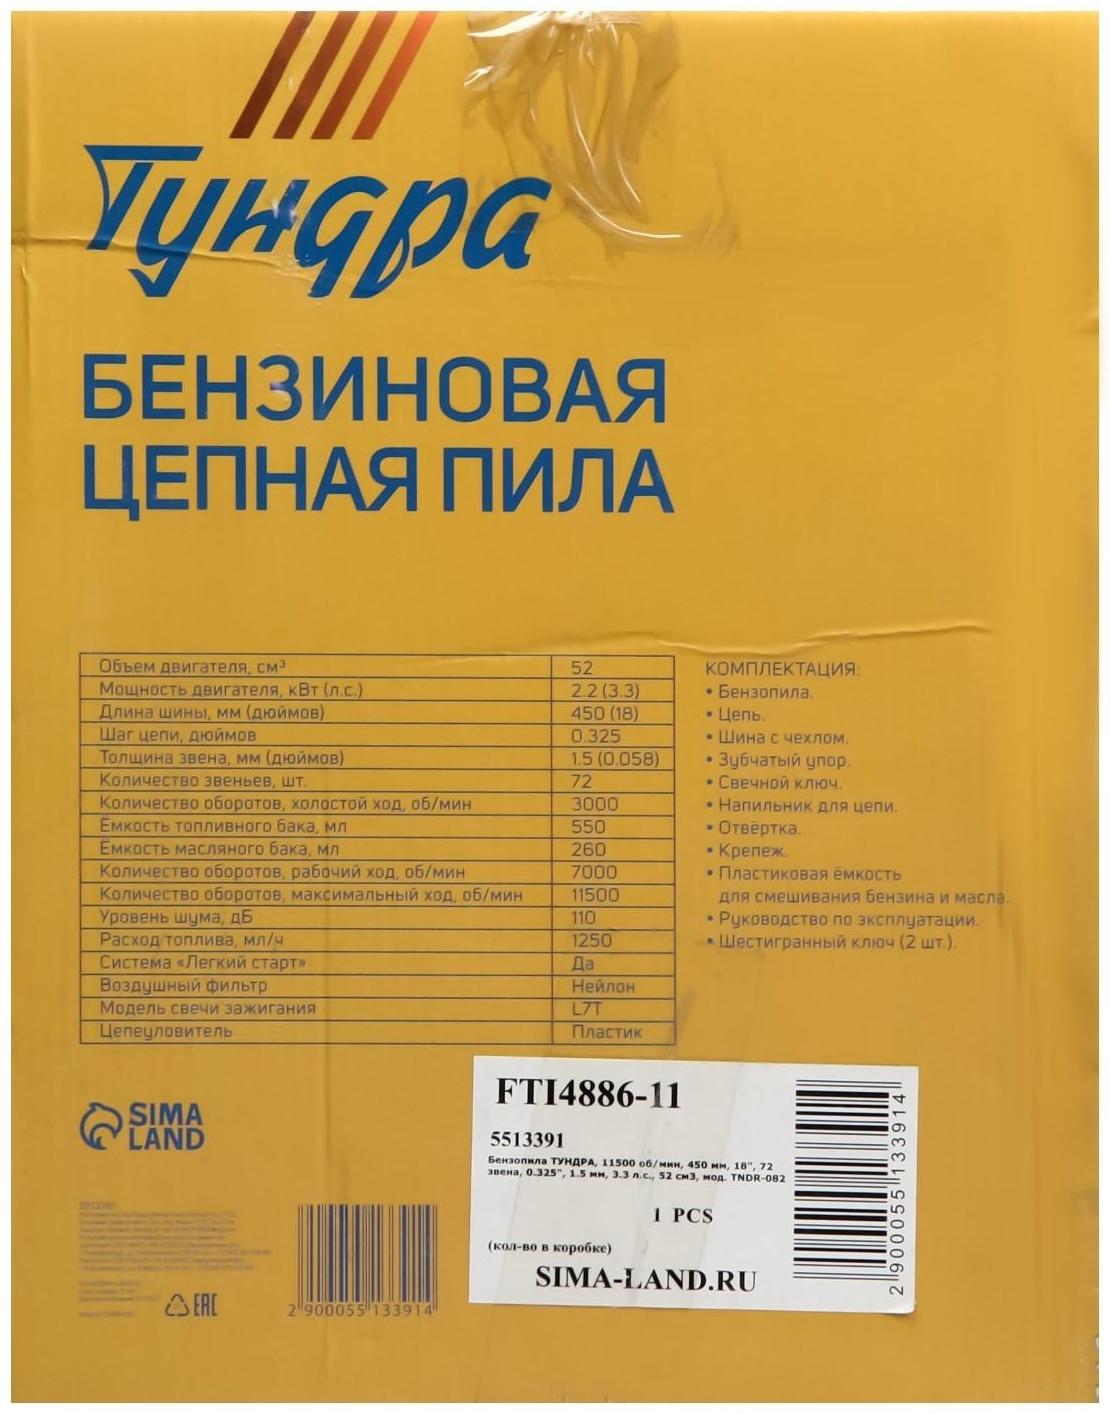 Тундра
БЕНЗИНОВАЯ
ЦЕПНАЯ ПИЛА
Объем двигателя, см³ 52
Мощность двигателя, кВт (л.с.) 2.2 (3.3)
Длина шины, мм (дюймов) 450 (18)
Шаг цепи, дюймов 0.325
Толщина звена, мм (дюймов) 1.5 (0.058)
Количество звеньев, шт. 72
Количество оборотов, холостой ход, об/мин 3000
Ёмкость топливного бака, мл 550
Ёмкость масляного бака, мл 260
Количество оборотов, рабочий ход, об/мин 7000
Количество оборотов, максимальный ход, об/мин 11500
Уровень шума, дБ 110
Расход топлива, мл/ч 1250
Система «Легкий старт» Да
Воздушный фильтр Нейлон
Модель свечи зажигания L7T
Цепеуловитель Пластик
КОМПЛЕКТАЦИЯ:
• Бензопила.
• Цепь.
• Шина с чехлом.
• Зубчатый упор.
• Свечной ключ.
• Напильник для цепи.
• Отвёртка.
• Крепеж.
• Пластиковая ёмкость
для смешивания бензина и масла.
• Руководство по эксплуатации.
• Шестигранный ключ (2 шт.).
SIMA
LAND
5513391
EAC
2 900055 133914
FTI4886-11
5513391
Бензопила ТУНДРА, 11500 об/мин, 450 мм, 18", 72
звена, 0.325", 1.5 мм, 3.3 л.с., 52 см3, мод. TNDR-082
1 PCS
(кол-во в коробке)
SIMA-LAND.RU
2 900055 133914